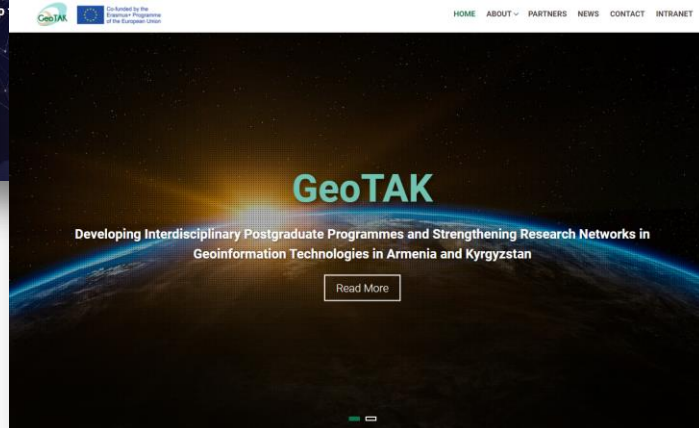 GeoTAK
Co-funded by the
Erasmus+ Programme
of the European Union
HOME ABOUT PARTNERS NEWS CONTACT INTRANET
GeoTAK
Developing Interdisciplinary Postgraduate Programmes and Strengthening Research Networks in
Geoinformation Technologies in Armenia and Kyrgyzstan
Read More